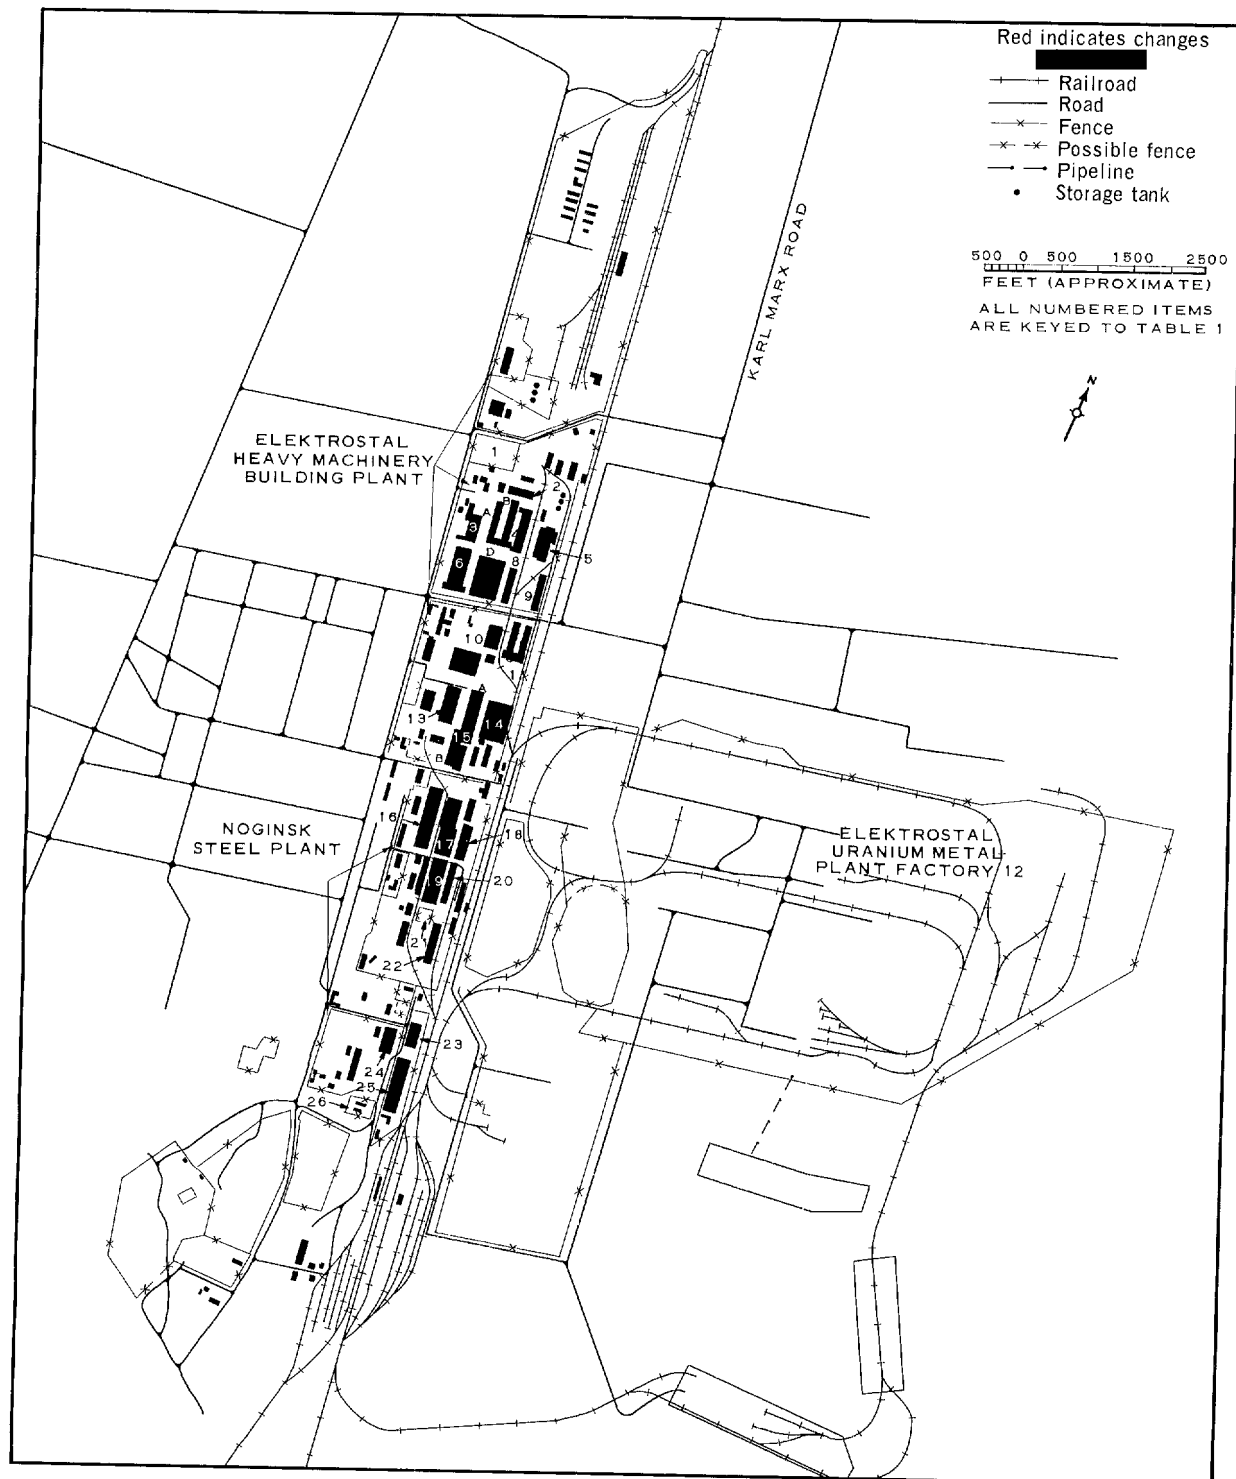 Red indicates changes
Railroad
Road
Fence
Possible fence
Pipeline
Storage tank
500 0 500 1500 2500
FEET (APPROXIMATE)
ALL NUMBERED ITEMS
ARE KEYED TO TABLE 1
N
KARL MARX ROAD
ELEKTROSTAL
HEAVY MACHINERY
BUILDING PLANT
1
2
B
A
3
4
D
8
5
6
9
10
1
A
13
14
15
B
NOGINSK
STEEL PLANT
ELEKTROSTAL
URANIUM METAL
PLANT FACTORY 12
16
17
18
19
20
21
22
23
24
25
26